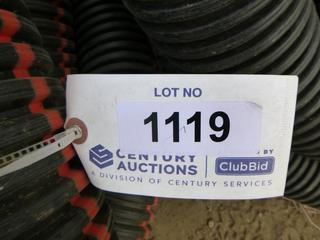 LOT NO
1119
CENTURY
AUCTIONS
BY
ClubBid
A DIVISION OF CENTURY SERVICES